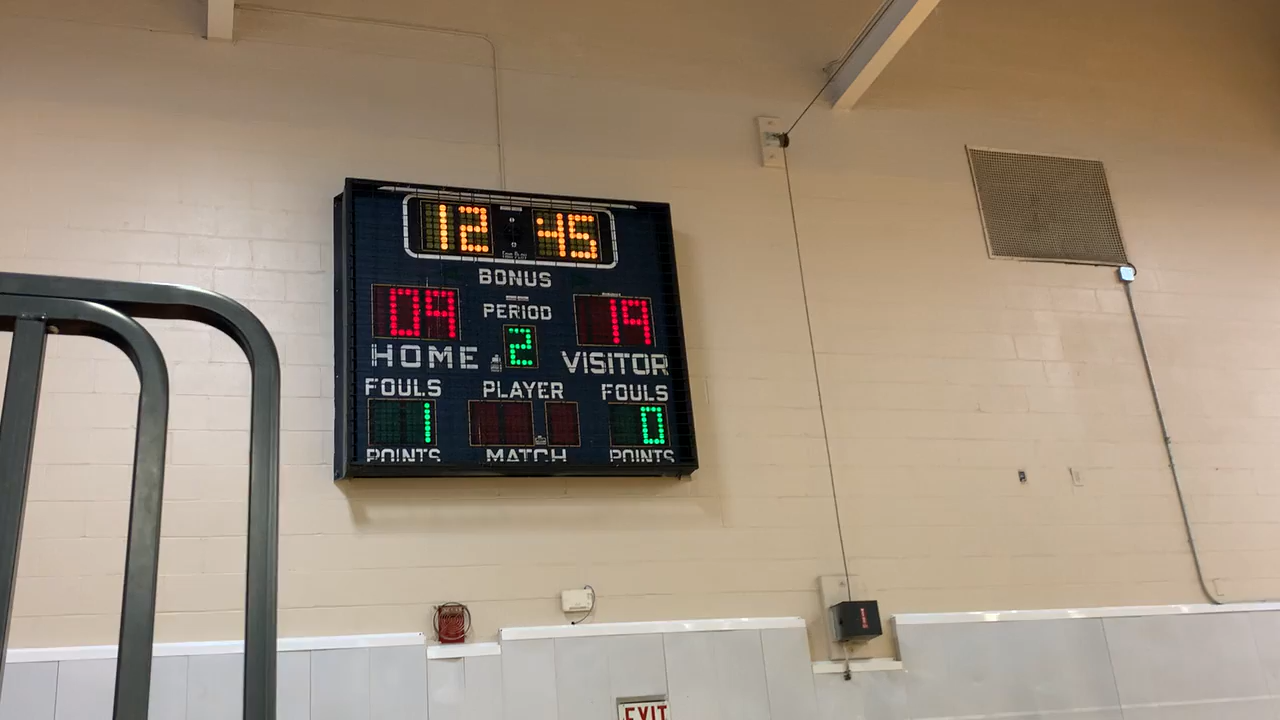 12 45
BONUS
04 PERIOD 19
2
HOME VISITOR
FOULS PLAYER FOULS
1 0
POINTS MATCH POINTS
EXIT